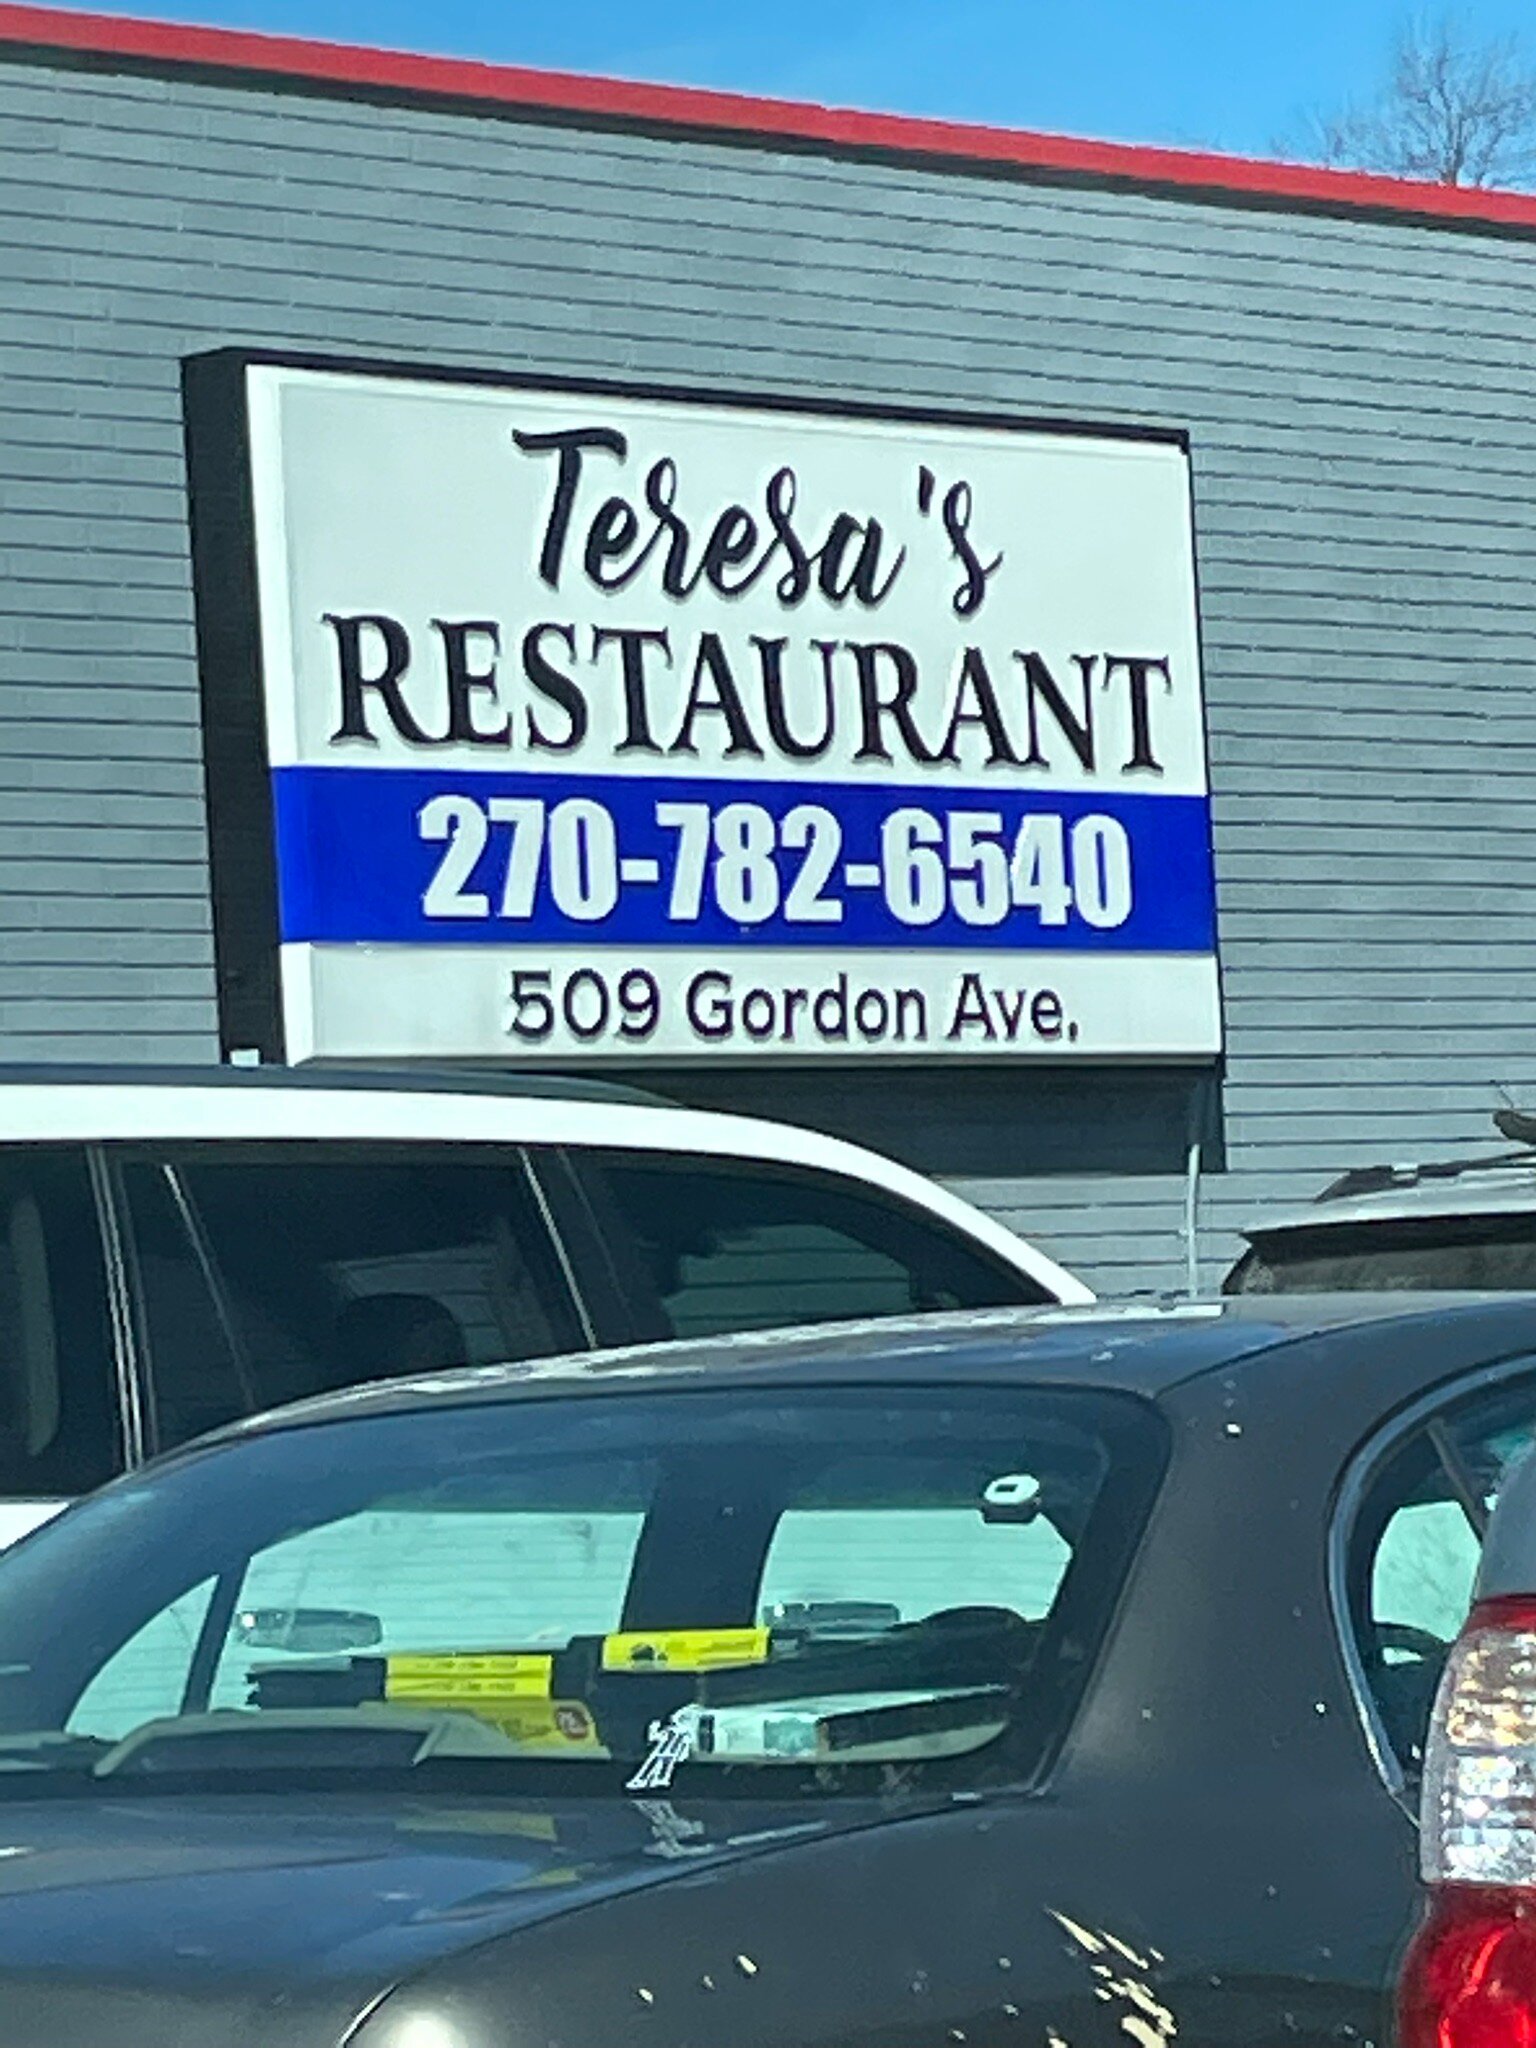 Teresa's
RESTAURANT
270-782-6540
509 Gordon Ave.